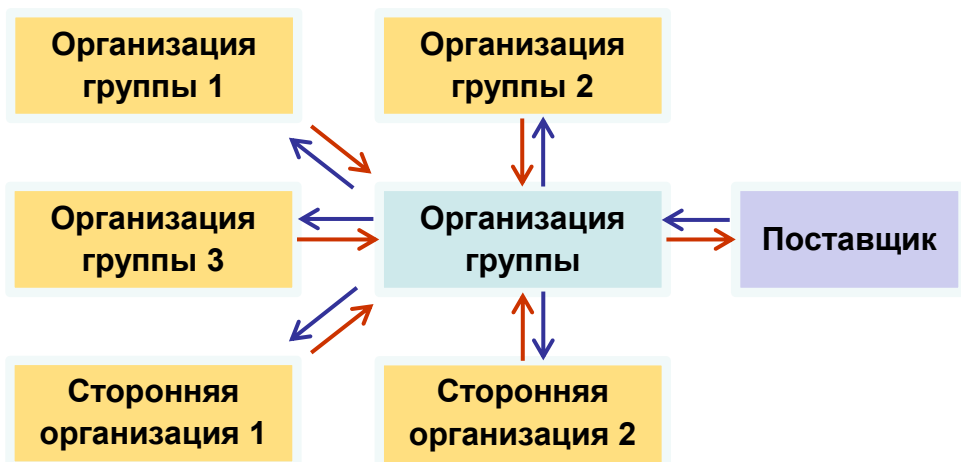 Организация
группы 1
Организация
группы 2
Организация
группы 3
Организация
группы
Поставщик
Сторонняя
организация 1
Сторонняя
организация 2